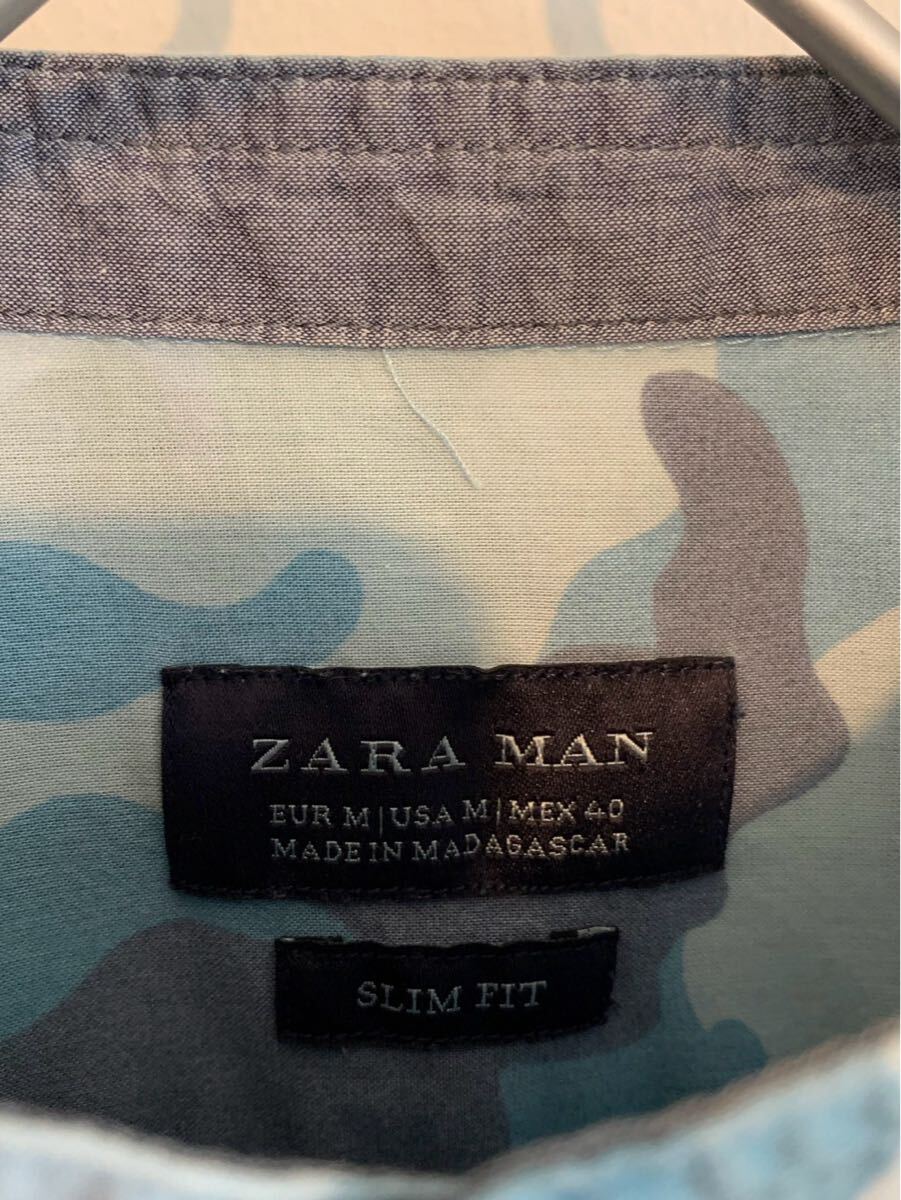 ZARA MAN
EUR M | USA M | MEX 40
MADE IN MADAGASCAR
SLIM FIT